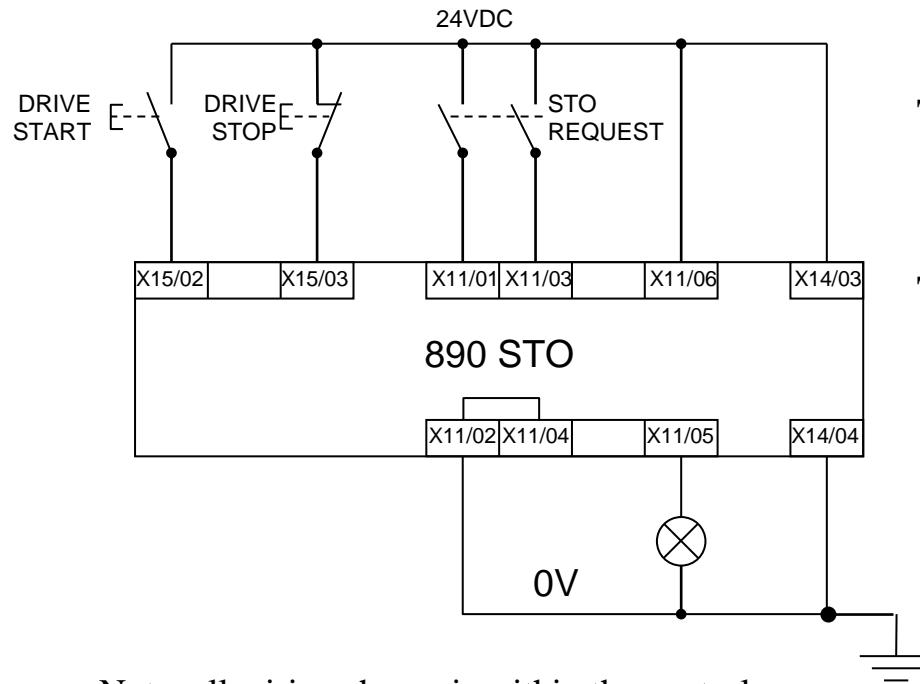 24VDC
DRIVE
START
DRIVE
STOP
STO
REQUEST
X15/02
X15/03
X11/01
X11/03
X11/06
X14/03
890 STO
X11/02
X11/04
X11/05
X14/04
0V